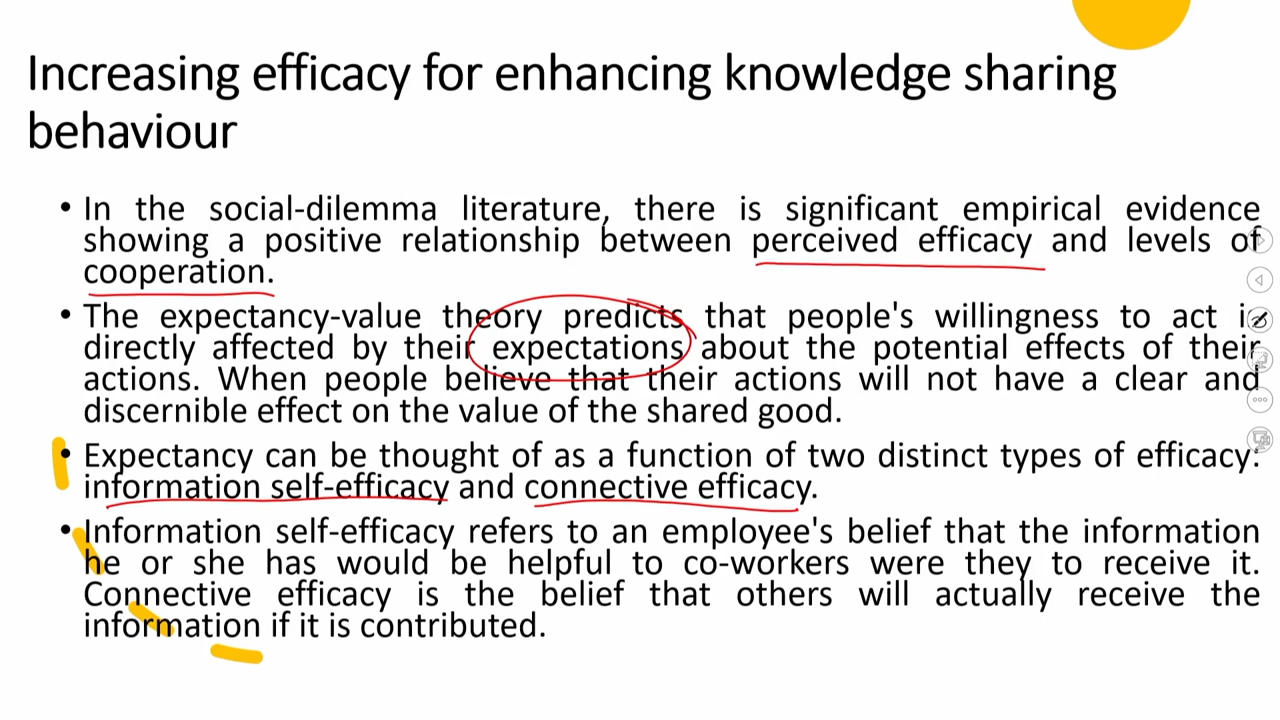 Increasing efficacy for enhancing knowledge sharing
behaviour
• In the social-dilemma literature, there is significant empirical evidence
showing a positive relationship between perceived efficacy and levels of
cooperation.
• The expectancy-value theory predicts that people's willingness to act is
directly affected by their expectations about the potential effects of their
actions. When people believe that their actions will not have a clear and
discernible effect on the value of the shared good.
• Expectancy can be thought of as a function of two distinct types of efficacy:
information self-efficacy and connective efficacy.
• Information self-efficacy refers to an employee's belief that the information
he or she has would be helpful to co-workers were they to receive it.
Connective efficacy is the belief that others will actually receive the
information if it is contributed.